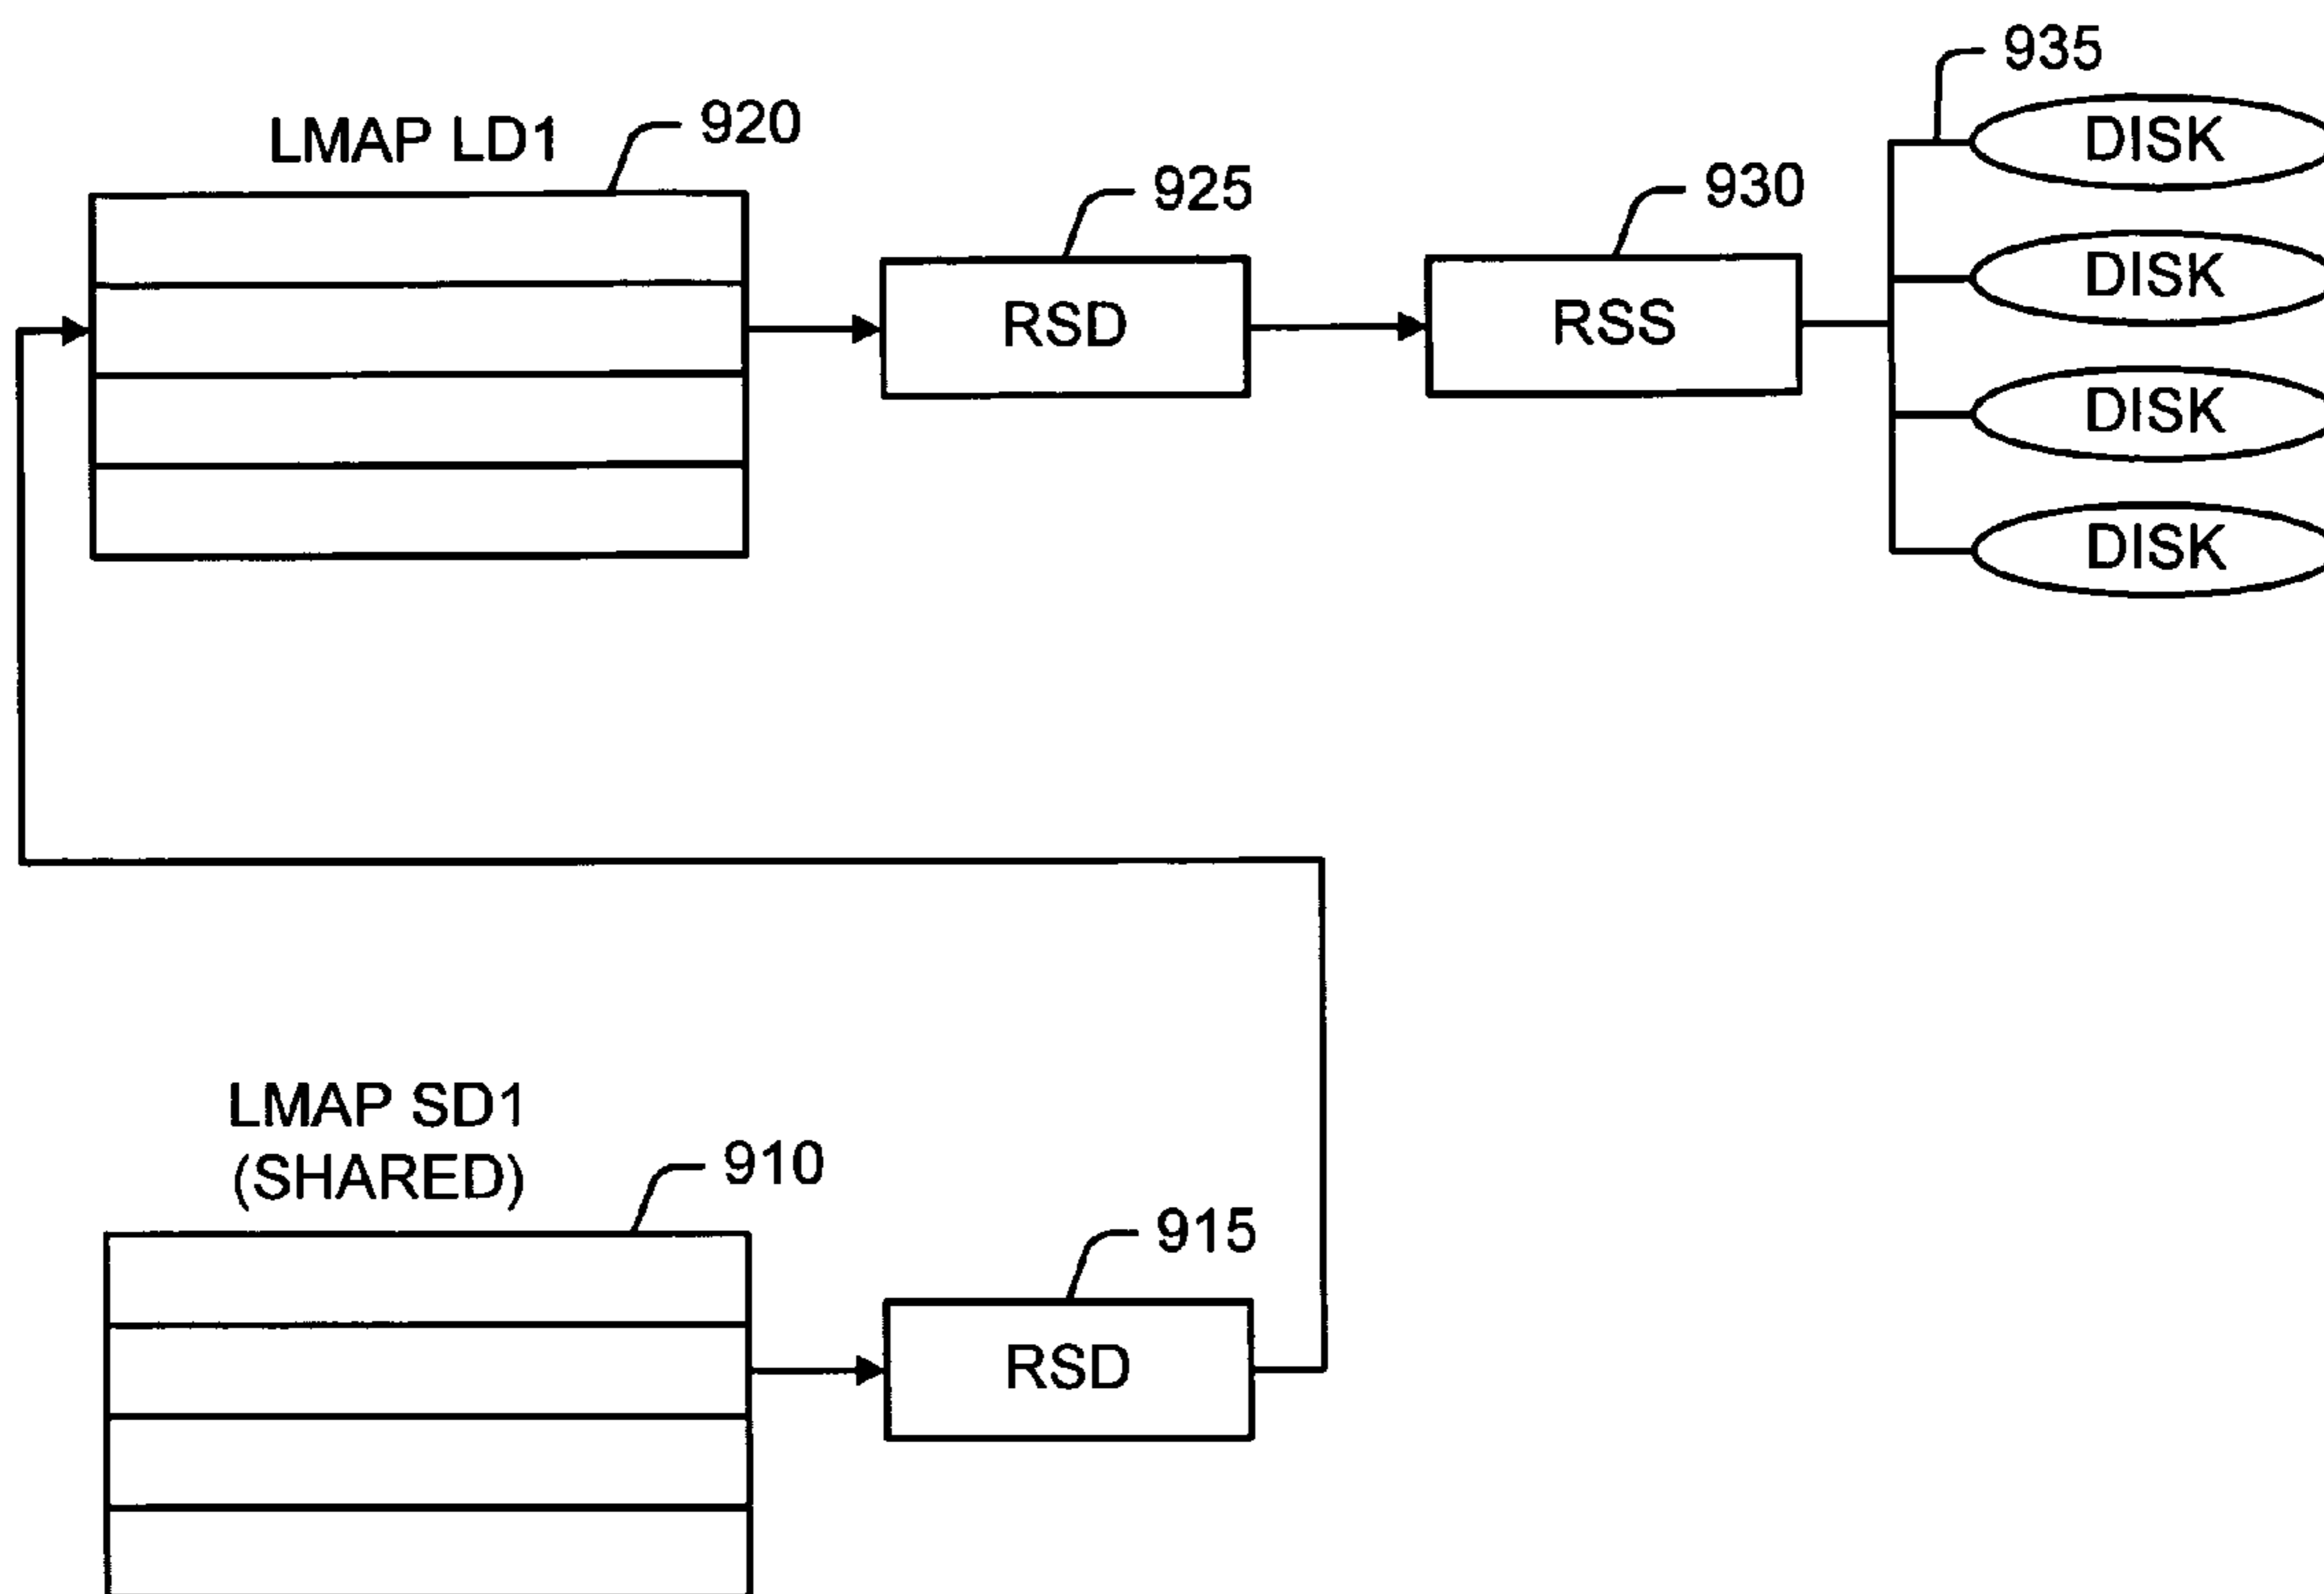 935
DISK
LMAP LD1
920
925
930
RSD
RSS
DISK
DISK
DISK
LMAP SD1
(SHARED)
910
915
RSD